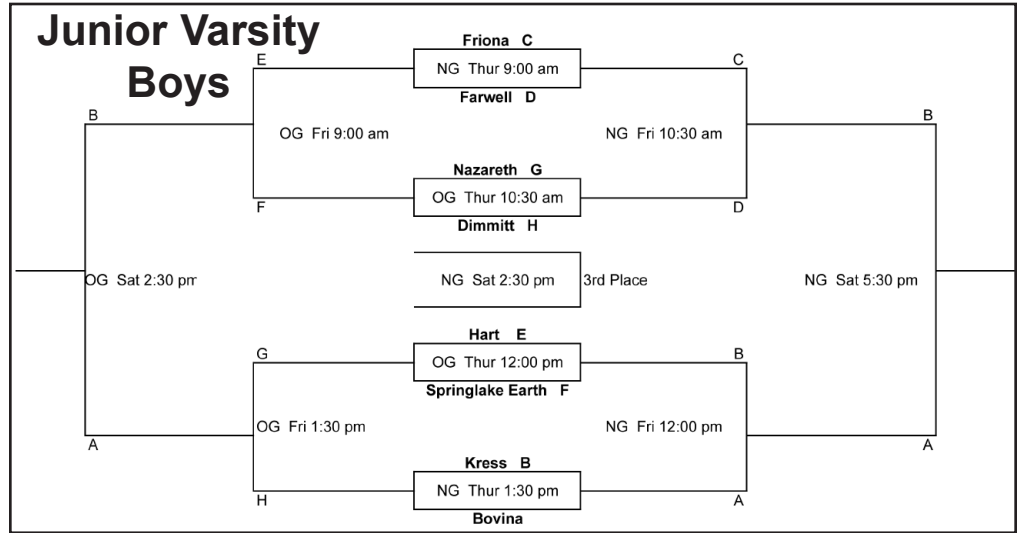 Junior Varsity
Boys
Friona C
E
NG Thur 9:00 am
C
Farwell D
B
B
OG Fri 9:00 am
NG Fri 10:30 am
Nazareth G
OG Thur 10:30 am
F
D
Dimmitt H
OG Sat 2:30 pm
NG Sat 2:30 pm
3rd Place
NG Sat 5:30 pm
Hart E
G
OG Thur 12:00 pm
B
Springlake Earth F
OG Fri 1:30 pm
NG Fri 12:00 pm
A
A
Kress B
NG Thur 1:30 pm
H
A
Bovina